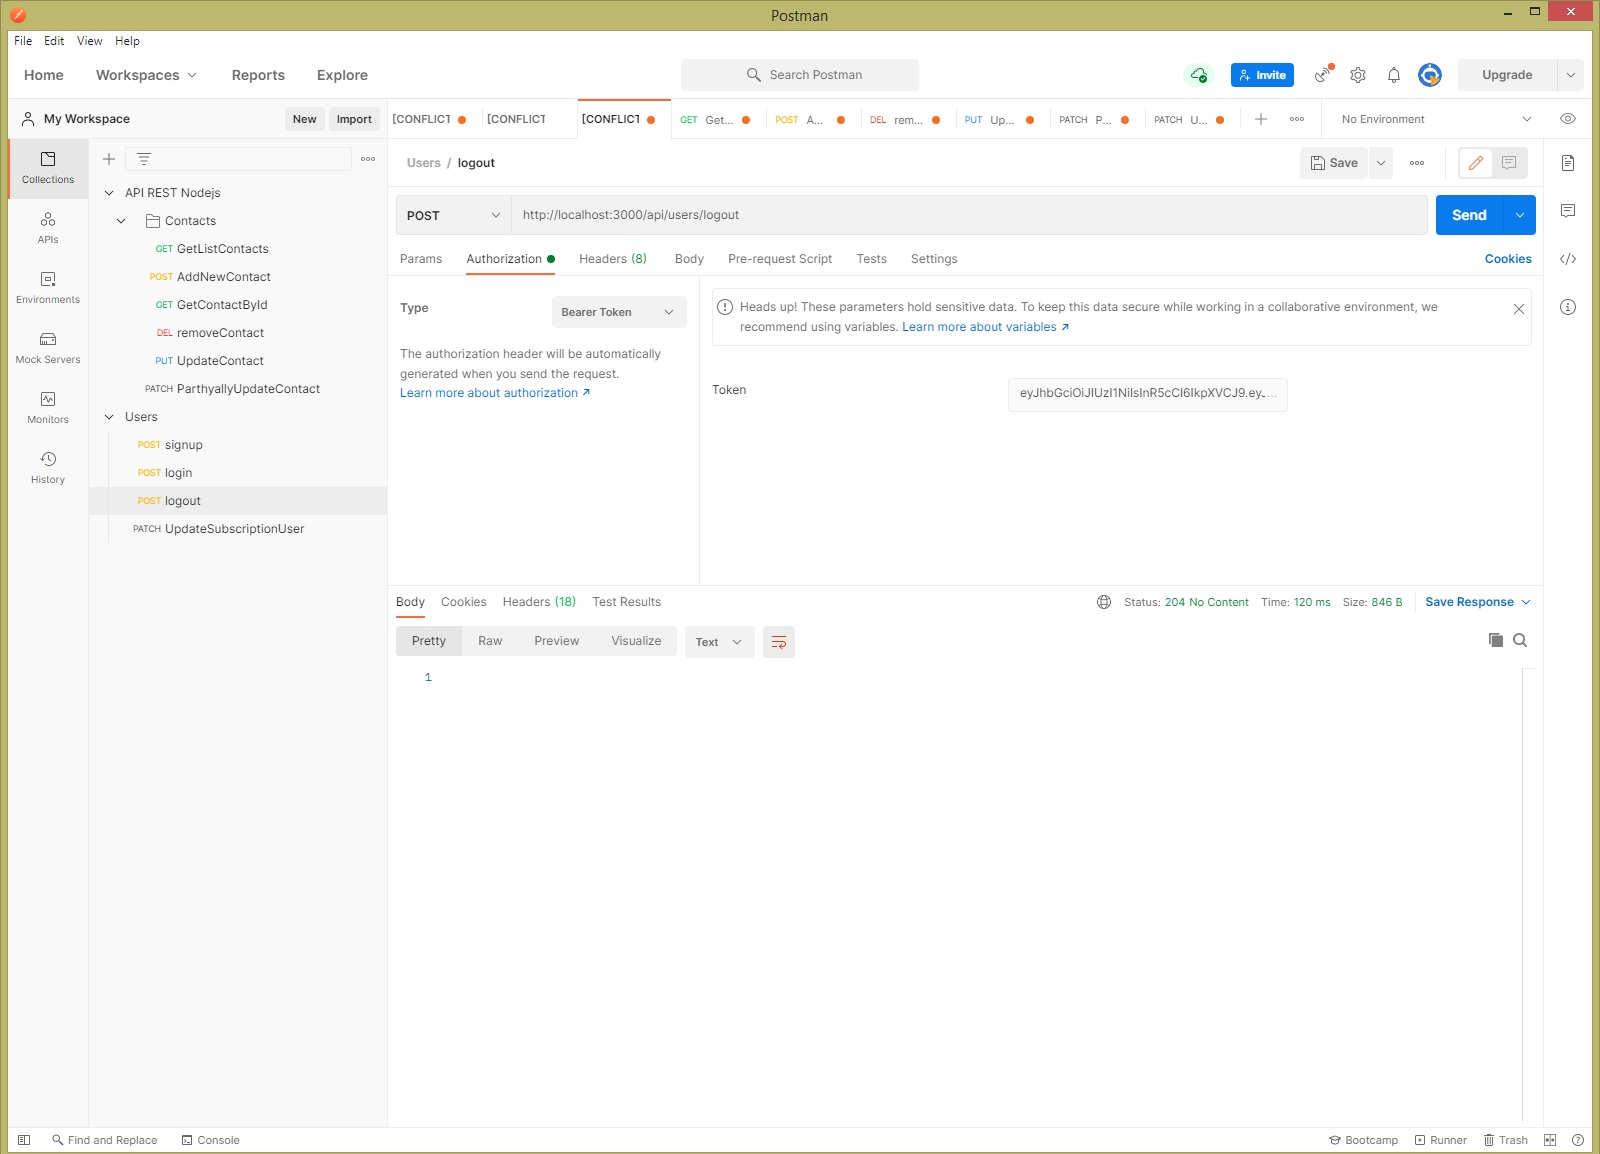 Postman
File Edit View Help
Home Workspaces Reports Explore Search Postman Invite Upgrade
My Workspace New Import [CONFLICT [CONFLICT [CONFLICT GET Get... POST A... DEL rem... PUT Up... PATCH P... PATCH U... No Environment
Collections
APIs
Environments
Mock Servers
Monitors
History
API REST Nodejs
Contacts
GET GetListContacts
POST AddNewContact
GET GetContactById
DEL removeContact
PUT UpdateContact
PATCH ParthyallyUpdateContact
Users
POST signup
POST login
POST logout
PATCH UpdateSubscriptionUser
Users / logout Save
POST http://localhost:3000/api/users/logout Send
Params Authorization Headers (8) Body Pre-request Script Tests Settings Cookies
Type Bearer Token
The authorization header will be automatically
generated when you send the request.
Learn more about authorization ↗
Heads up! These parameters hold sensitive data. To keep this data secure while working in a collaborative environment, we
recommend using variables. Learn more about variables ↗
Token eyJhbGciOiJIUzI1NiIsInR5cCI6IkpXVCJ9.eyJ...
Body Cookies Headers (18) Test Results Status: 204 No Content Time: 120 ms Size: 846 B Save Response
Pretty Raw Preview Visualize Text
1
Find and Replace Console Bootcamp Runner Trash